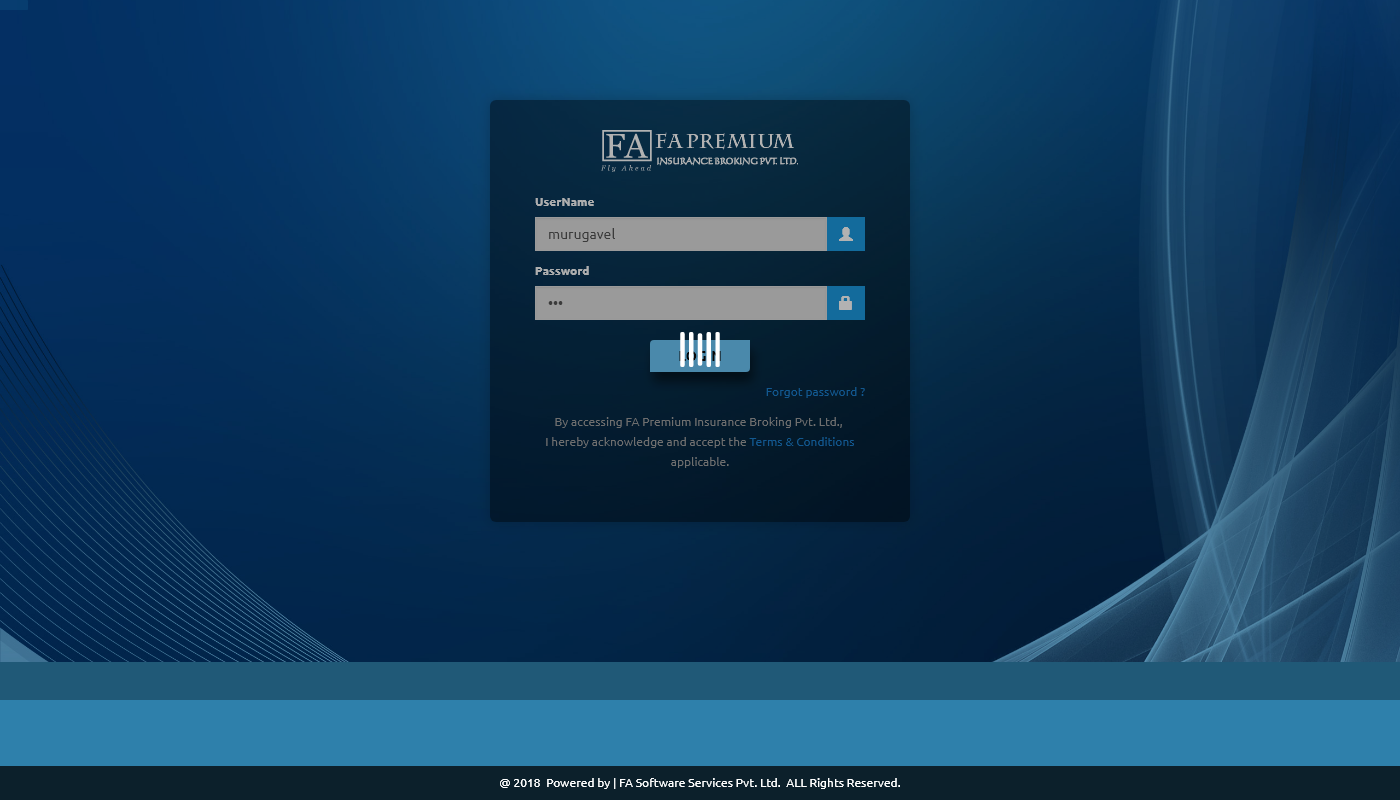 FA FA PREMIUM
INSURANCE BROKING PVT. LTD.
Fly Ahead
UserName
murugavel
Password
•••
Forgot password ?
By accessing FA Premium Insurance Broking Pvt. Ltd.,
I hereby acknowledge and accept the Terms & Conditions
applicable.
@ 2018 Powered by | FA Software Services Pvt. Ltd. ALL Rights Reserved.